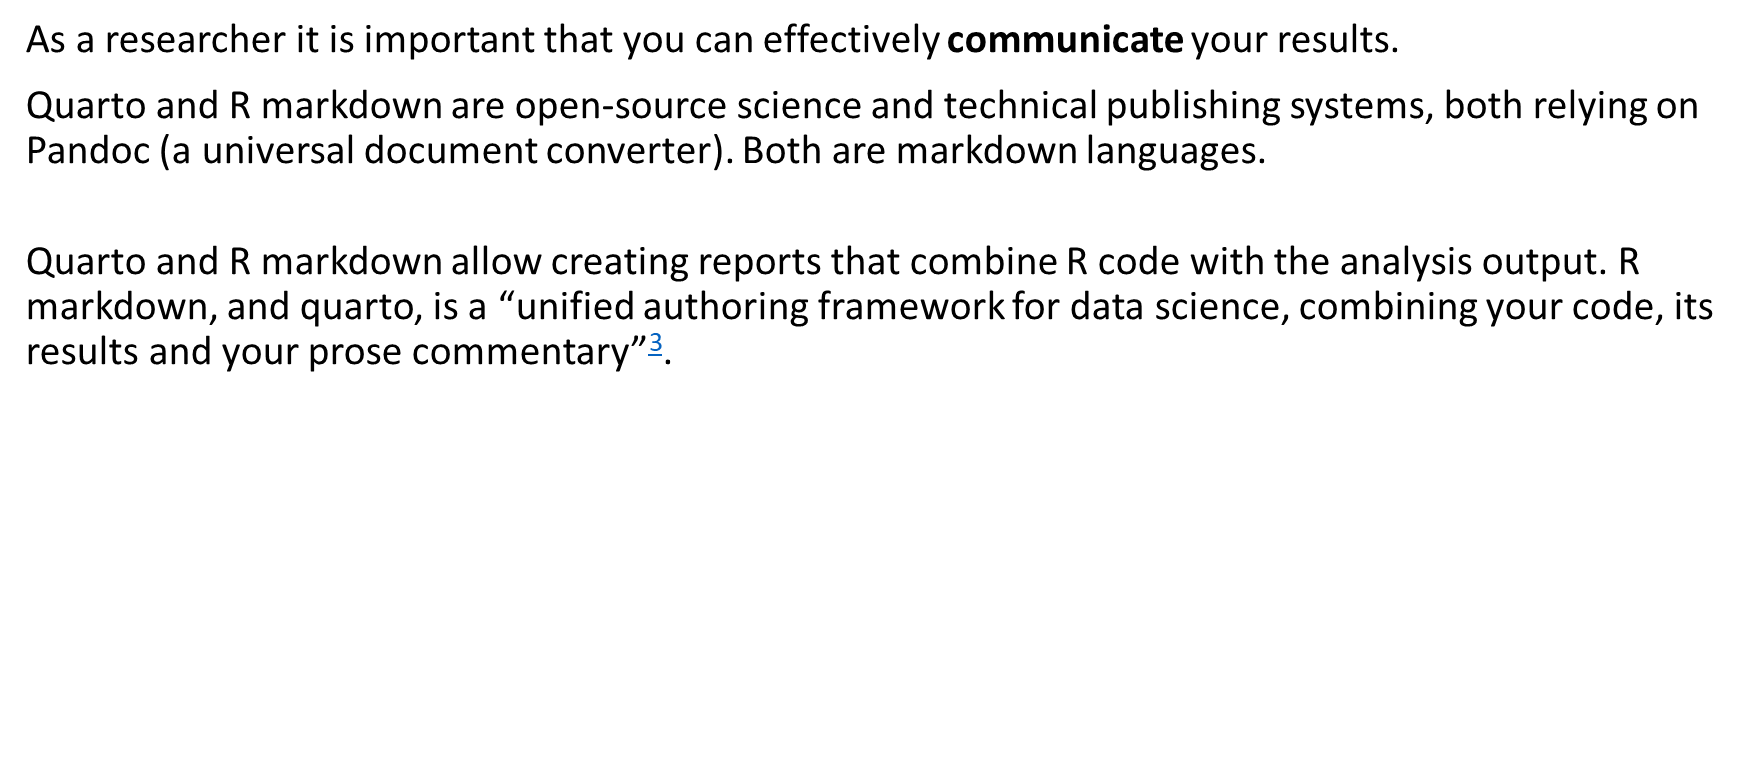 As a researcher it is important that you can effectively communicate your results.
Quarto and R markdown are open-source science and technical publishing systems, both relying on
Pandoc (a universal document converter). Both are markdown languages.
Quarto and R markdown allow creating reports that combine R code with the analysis output. R
markdown, and quarto, is a “unified authoring framework for data science, combining your code, its
results and your prose commentary”3.